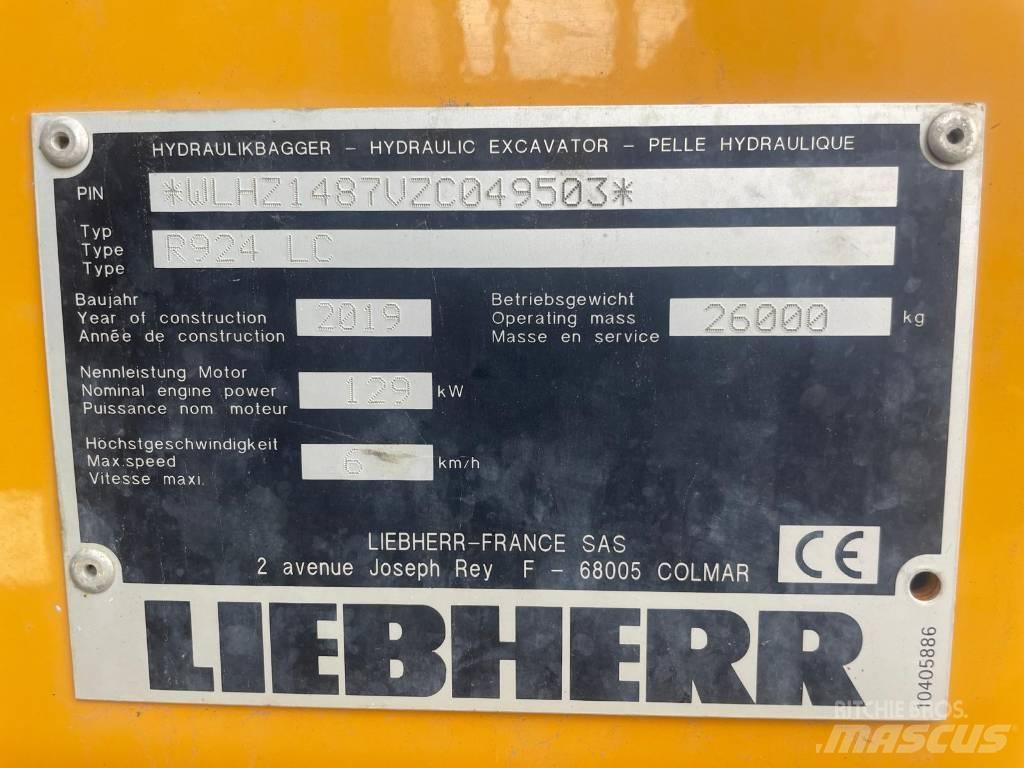 HYDRAULIKBAGGER – HYDRAULIC EXCAVATOR – PELLE HYDRAULIQUE
PIN *WLHZ1487VZC049503*
Typ
Type R924 LC
Type
Baujahr
Year of construction 2019
Année de construction
Betriebsgewicht
Operating mass 26000 kg
Masse en service
Nennleistung Motor
Nominal engine power 129 kW
Puissance nom moteur
Höchstgeschwindigkeit
Max.speed 6 km/h
Vitesse maxi.
LIEBHERR-FRANCE SAS
2 avenue Joseph Rey F – 68005 COLMAR
CE
LIEBHERR
10405886
RITCHIE BROS.
MASCUS